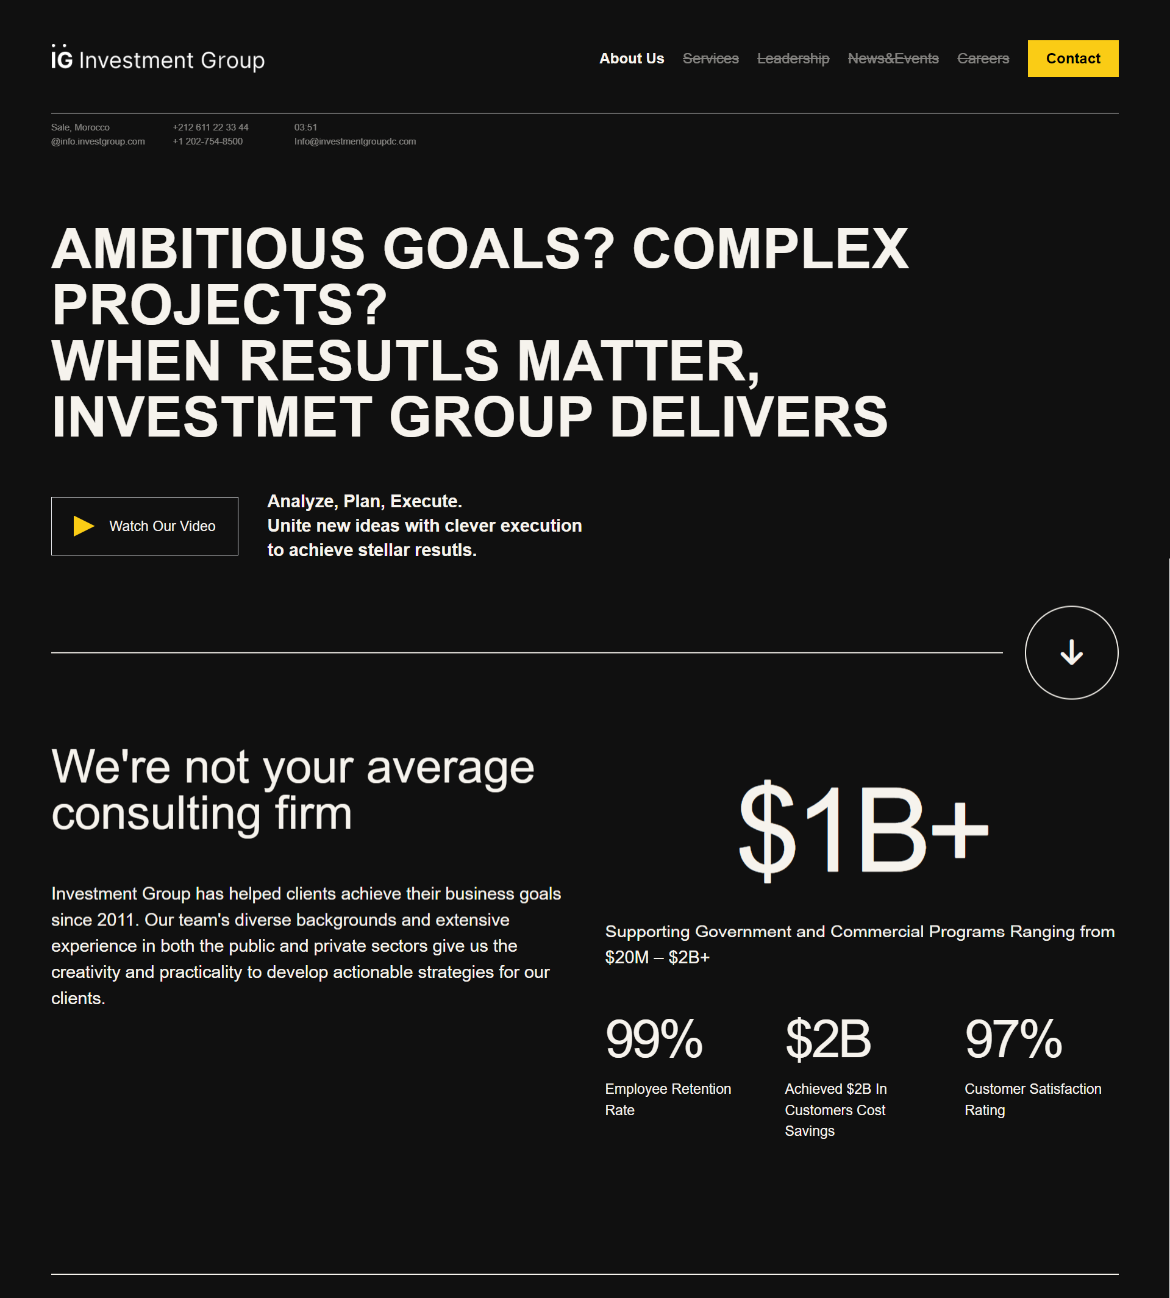 iG Investment Group
About Us Services Leadership News&Events Careers Contact
Sale, Morocco +212 611 22 33 44 03:51
@info.investgroup.com +1 202-754-8500 Info@investmentgroupdc.com
AMBITIOUS GOALS? COMPLEX
PROJECTS?
WHEN RESUTLS MATTER,
INVESTMET GROUP DELIVERS
Watch Our Video
Analyze, Plan, Execute.
Unite new ideas with clever execution
to achieve stellar resutls.
We're not your average
consulting firm
Investment Group has helped clients achieve their business goals
since 2011. Our team's diverse backgrounds and extensive
experience in both the public and private sectors give us the
creativity and practicality to develop actionable strategies for our
clients.
$1B+
Supporting Government and Commercial Programs Ranging from
$20M – $2B+
99%
Employee Retention
Rate
$2B
Achieved $2B In
Customers Cost
Savings
97%
Customer Satisfaction
Rating